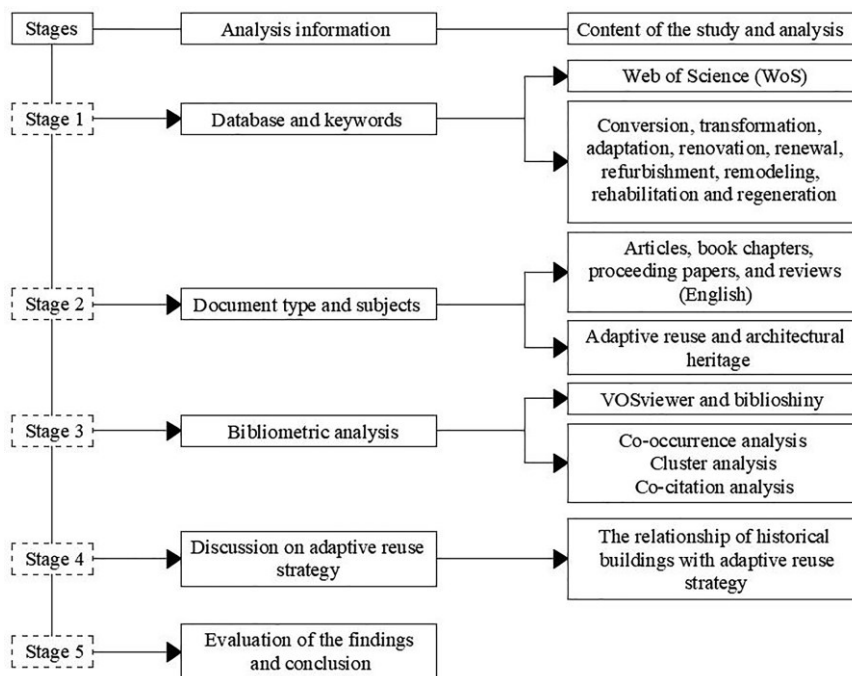 Stages
Analysis information
Content of the study and analysis
Web of Science (WoS)
Stage 1
Database and keywords
Conversion, transformation,
adaptation, renovation, renewal,
refurbishment, remodeling,
rehabilitation and regeneration
Articles, book chapters,
proceeding papers, and reviews
(English)
Stage 2
Document type and subjects
Adaptive reuse and architectural
heritage
VOSviewer and biblioshiny
Stage 3
Bibliometric analysis
Co-occurrence analysis
Cluster analysis
Co-citation analysis
Stage 4
Discussion on adaptive reuse
strategy
The relationship of historical
buildings with adaptive reuse
strategy
Stage 5
Evaluation of the findings
and conclusion